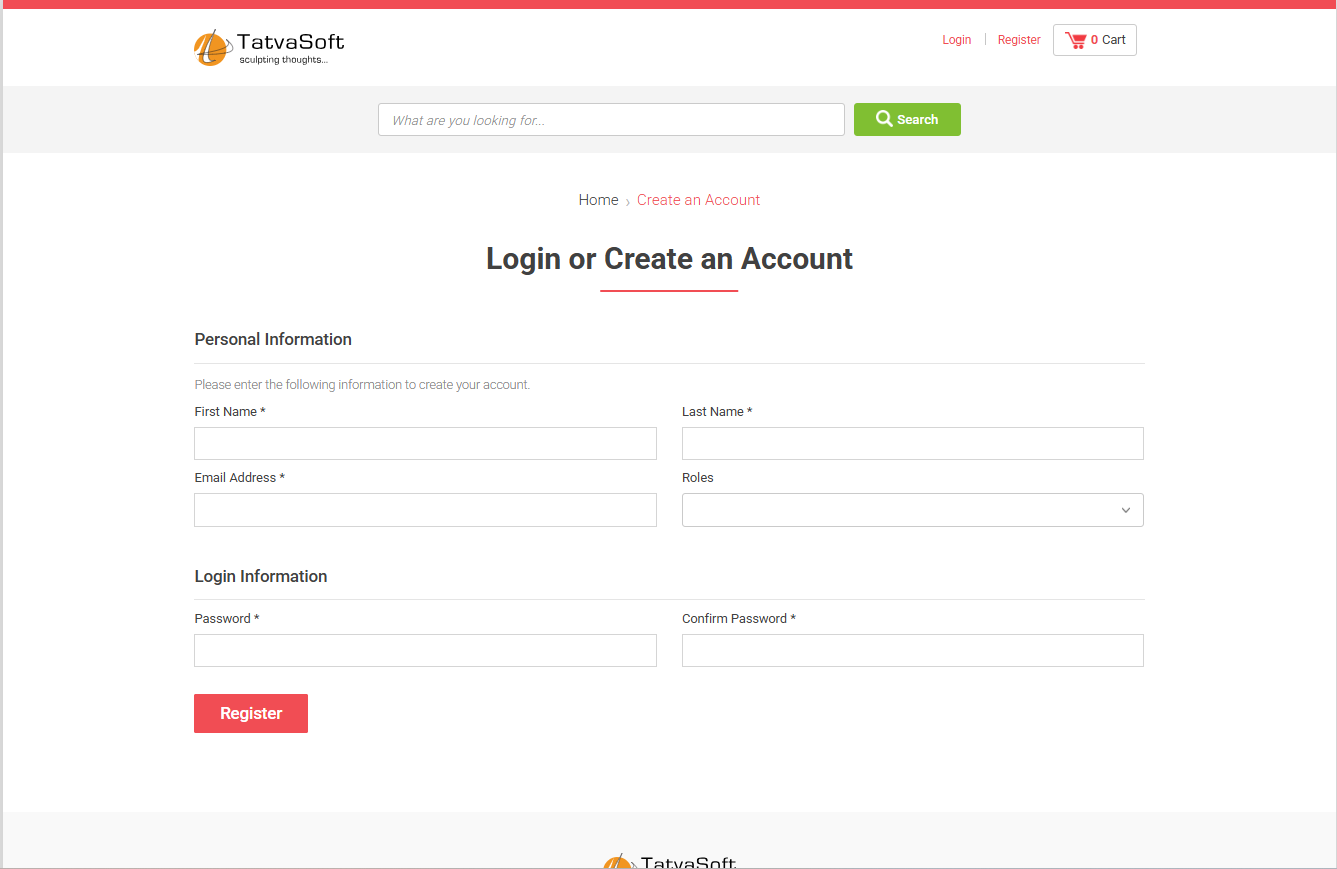 TatvaSoft
sculpting thoughts...
Login
Register
0 Cart
What are you looking for...
Search
Home › Create an Account
Login or Create an Account
Personal Information
Please enter the following information to create your account.
First Name *
Last Name *
Email Address *
Roles
Login Information
Password *
Confirm Password *
Register
TatvaSoft